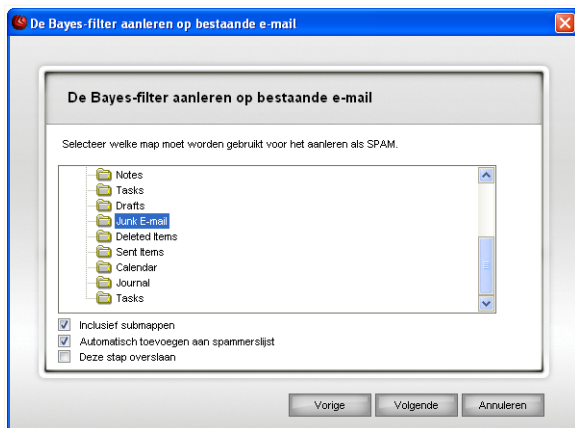 De Bayes-filter aanleren op bestaande e-mail
De Bayes-filter aanleren op bestaande e-mail
Selecteer welke map moet worden gebruikt voor het aanleren als SPAM.
Notes
Tasks
Drafts
Junk E-mail
Deleted Items
Sent Items
Calendar
Journal
Tasks
Inclusief submappen
Automatisch toevoegen aan spammerslijst
Deze stap overslaan
Vorige Volgende Annuleren